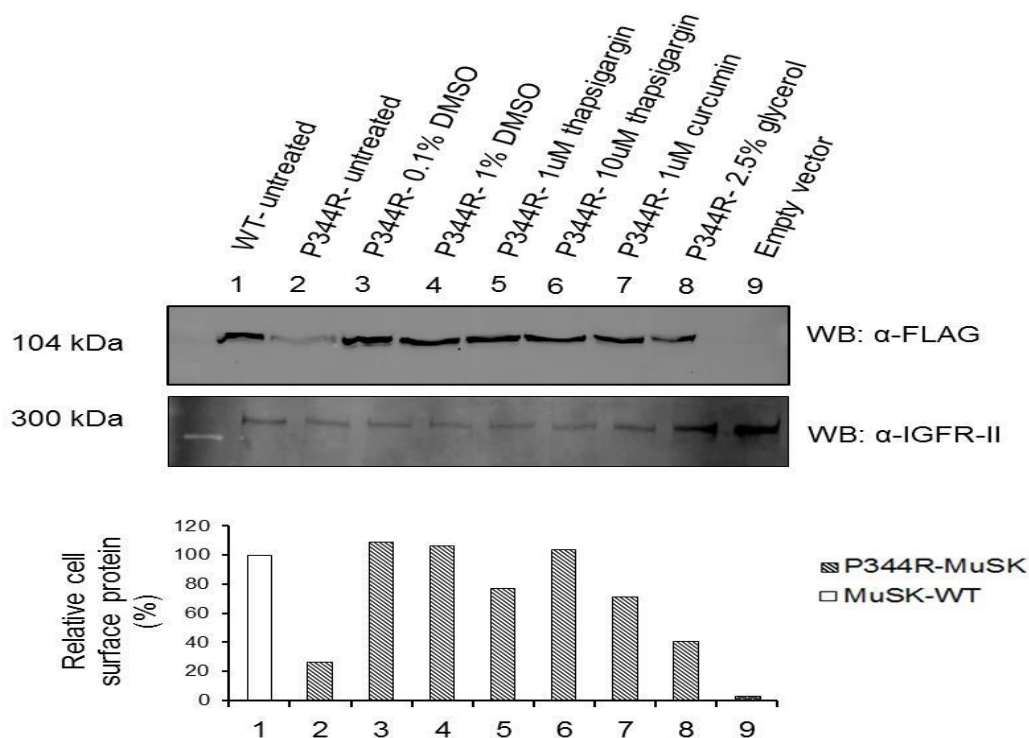 WT- untreated
P344R- untreated
P344R- 0.1% DMSO
P344R- 1% DMSO
P344R- 1uM thapsigargin
P344R- 10uM thapsigargin
P344R- 1uM curcumin
P344R- 2.5% glycerol
Empty vector
1 2 3 4 5 6 7 8 9
104 kDa
WB: α-FLAG
300 kDa
WB: α-IGFR-II
Relative cell
surface protein
(%)
120
100
80
60
40
20
0
1 2 3 4 5 6 7 8 9
P344R-MuSK
MuSK-WT